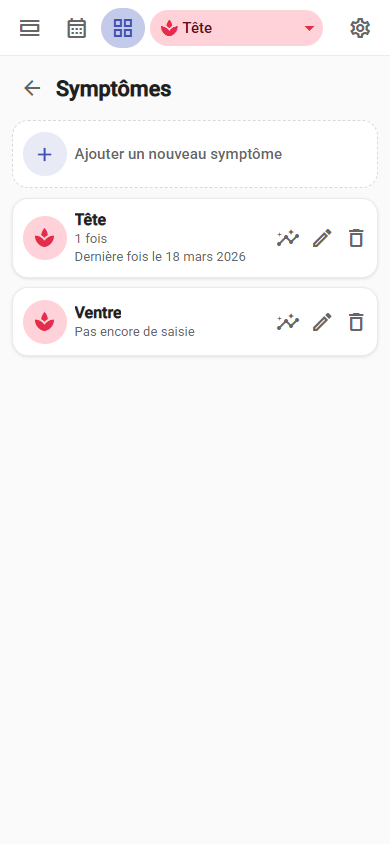 Tête
Symptômes
Ajouter un nouveau symptôme
Tête
1 fois
Dernière fois le 18 mars 2026
Ventre
Pas encore de saisie